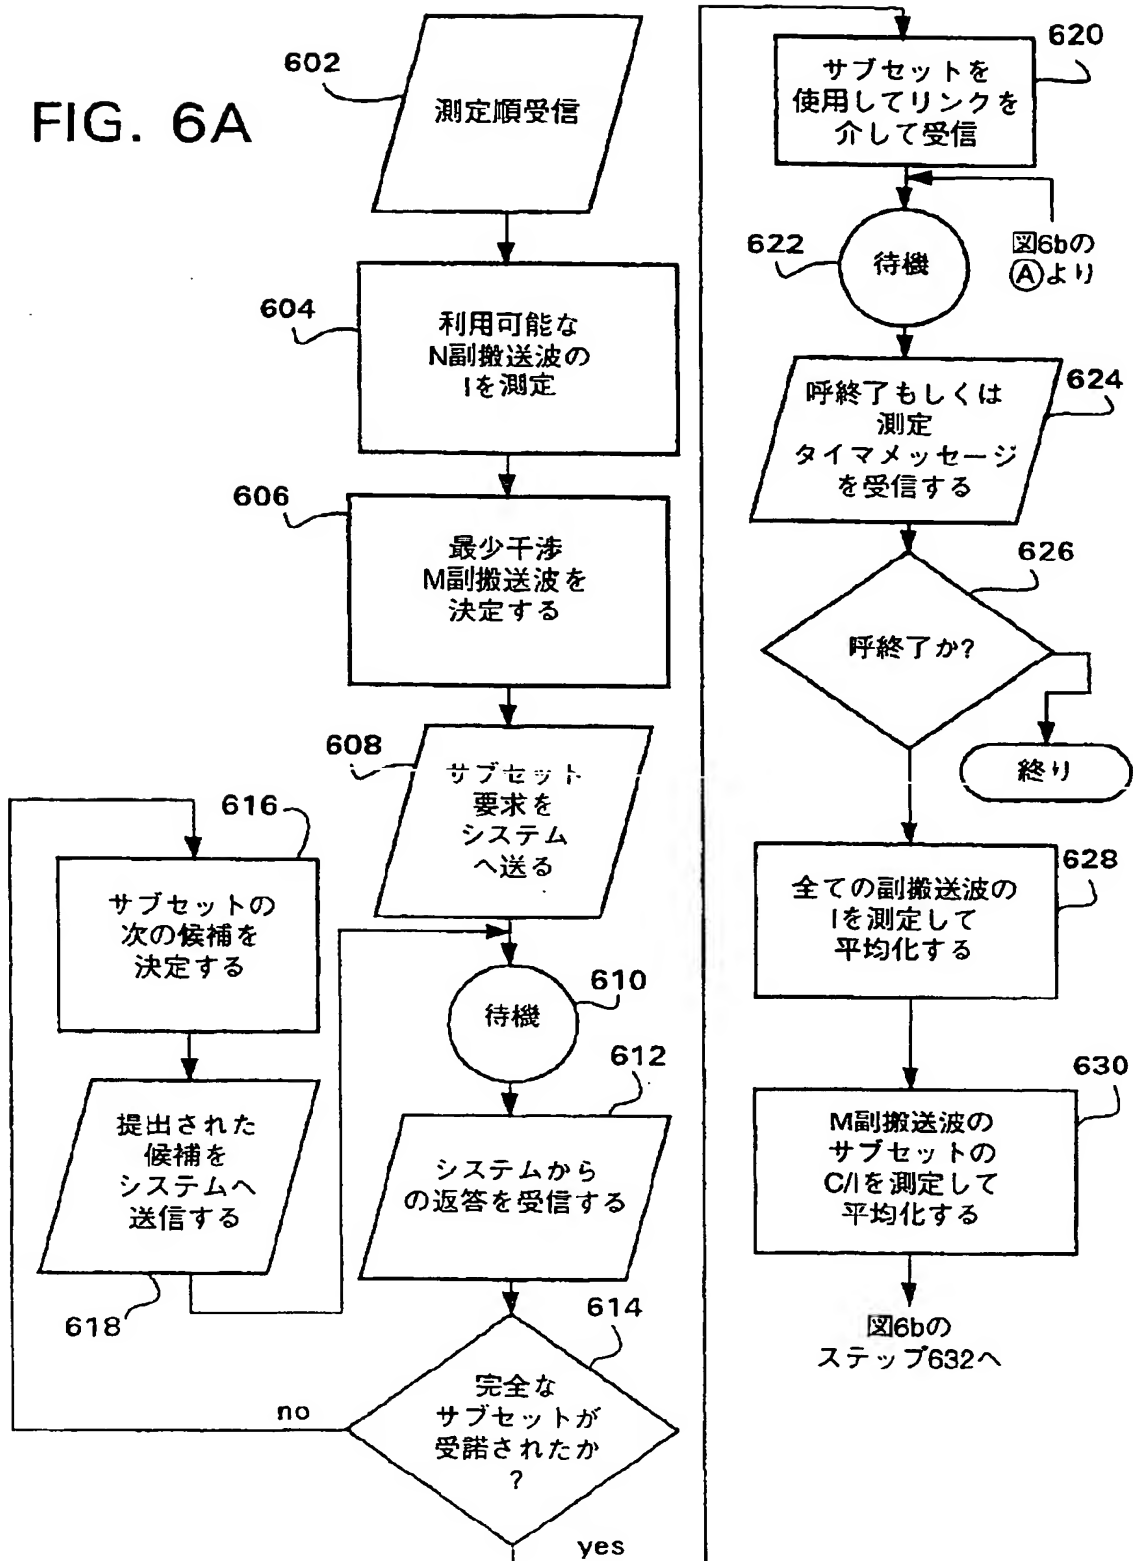 FIG. 6A
602
測定順受信
604
利用可能な
N副搬送波の
Iを測定
606
最少干渉
M副搬送波を
決定する
608
サブセット
要求を
システム
へ送る
610
待機
612
システムから
の返答を受信する
614
完全な
サブセットが
受諾されたか
?
no
yes
616
サブセットの
次の候補を
決定する
提出された
候補を
システムへ
送信する
618
620
サブセットを
使用してリンクを
介して受信
図6bの
Ⓐより
622
待機
624
呼終了もしくは
測定
タイマメッセージ
を受信する
626
呼終了か?
終り
628
全ての副搬送波の
Iを測定して
平均化する
630
M副搬送波の
サブセットの
C/Iを測定して
平均化する
図6bの
ステップ632へ